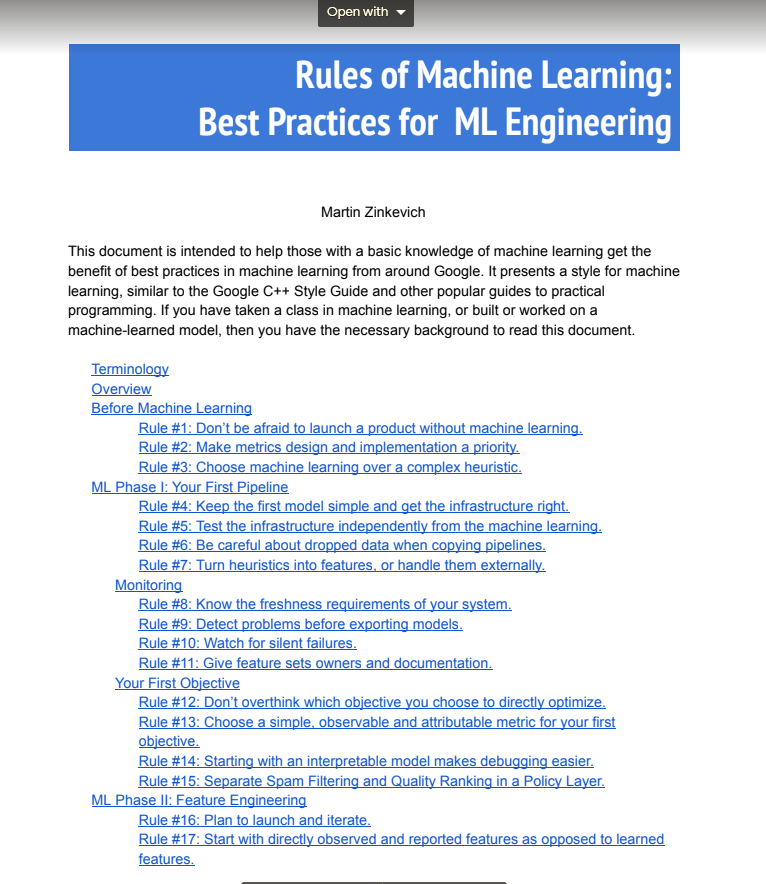 Open with
Rules of Machine Learning:
Best Practices for ML Engineering
Martin Zinkevich
This document is intended to help those with a basic knowledge of machine learning get the
benefit of best practices in machine learning from around Google. It presents a style for machine
learning, similar to the Google C++ Style Guide and other popular guides to practical
programming. If you have taken a class in machine learning, or built or worked on a
machine-learned model, then you have the necessary background to read this document.
Terminology
Overview
Before Machine Learning
Rule #1: Don’t be afraid to launch a product without machine learning.
Rule #2: Make metrics design and implementation a priority.
Rule #3: Choose machine learning over a complex heuristic.
ML Phase I: Your First Pipeline
Rule #4: Keep the first model simple and get the infrastructure right.
Rule #5: Test the infrastructure independently from the machine learning.
Rule #6: Be careful about dropped data when copying pipelines.
Rule #7: Turn heuristics into features, or handle them externally.
Monitoring
Rule #8: Know the freshness requirements of your system.
Rule #9: Detect problems before exporting models.
Rule #10: Watch for silent failures.
Rule #11: Give feature sets owners and documentation.
Your First Objective
Rule #12: Don’t overthink which objective you choose to directly optimize.
Rule #13: Choose a simple, observable and attributable metric for your first
objective.
Rule #14: Starting with an interpretable model makes debugging easier.
Rule #15: Separate Spam Filtering and Quality Ranking in a Policy Layer.
ML Phase II: Feature Engineering
Rule #16: Plan to launch and iterate.
Rule #17: Start with directly observed and reported features as opposed to learned
features.